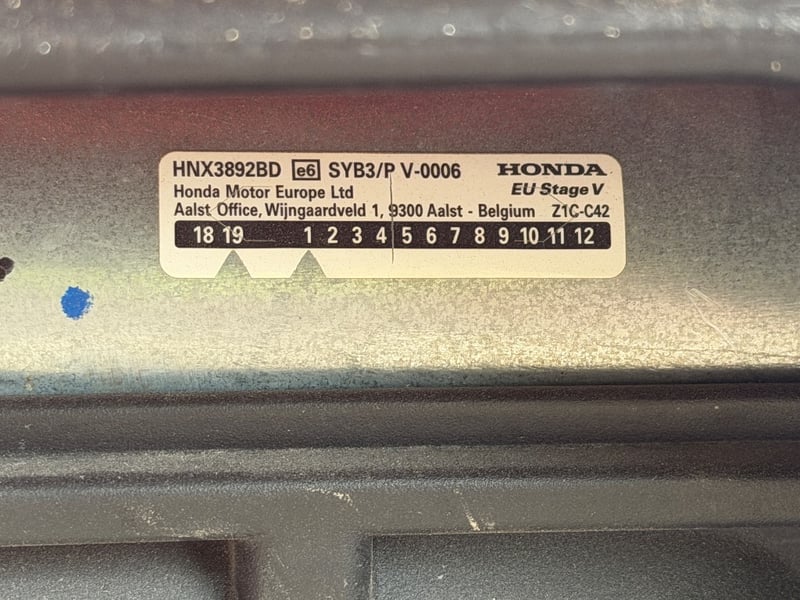 HNX3892BD e6 SYB3/P V-0006 HONDA
Honda Motor Europe Ltd EU Stage V
Aalst Office, Wijngaardveld 1, 9300 Aalst - Belgium Z1C-C42
18 19 1 2 3 4 5 6 7 8 9 10 11 12